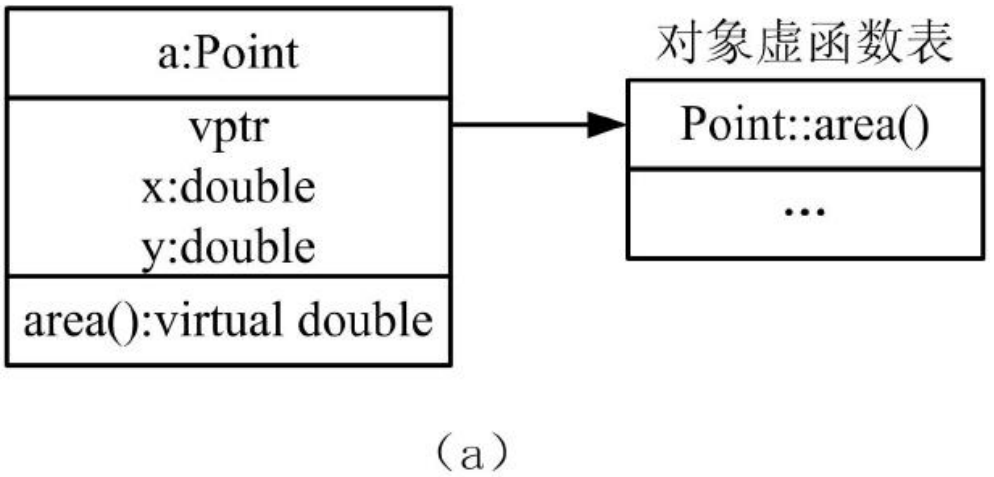 a:Point
vptr
x:double
y:double
area():virtual double
对象虚函数表
Point::area()
...
（a）